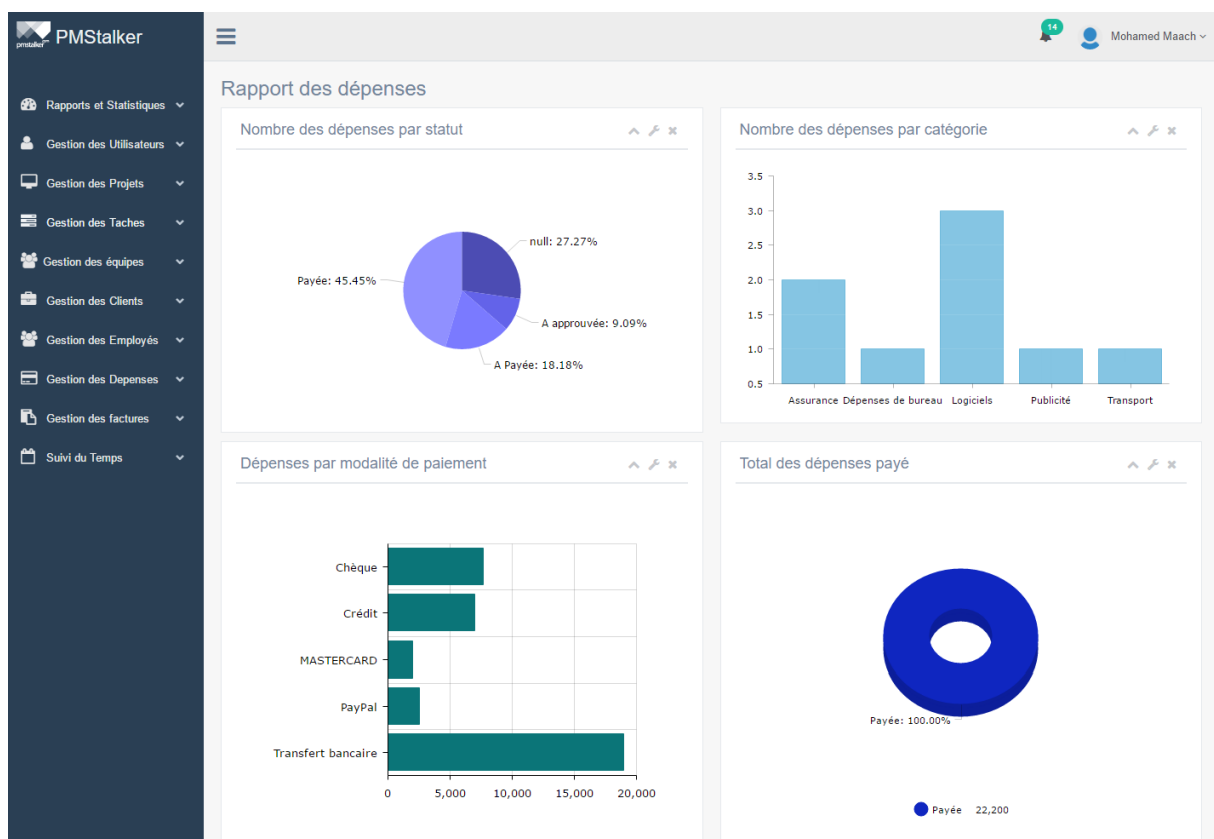 pmstalker
PMStalker
14
Mohamed Maach
Rapports et Statistiques
Gestion des Utilisateurs
Gestion des Projets
Gestion des Taches
Gestion des équipes
Gestion des Clients
Gestion des Employés
Gestion des Depenses
Gestion des factures
Suivi du Temps
Rapport des dépenses
Nombre des dépenses par statut
null: 27.27%
Payée: 45.45%
A approuvée: 9.09%
A Payée: 18.18%
Nombre des dépenses par catégorie
3.5
3.0
2.5
2.0
1.5
1.0
0.5
Assurance Dépenses de bureau Logiciels Publicité Transport
Dépenses par modalité de paiement
Chèque
Crédit
MASTERCARD
PayPal
Transfert bancaire
0 5,000 10,000 15,000 20,000
Total des dépenses payé
Payée: 100.00%
Payée 22,200